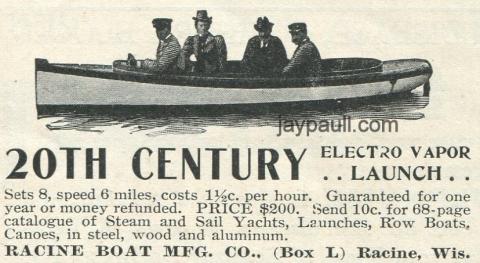 jaypaull.com
20TH CENTURY ELECTRO VAPOR
.. LAUNCH ..
Sets 8, speed 6 miles, costs 1½c. per hour. Guaranteed for one
year or money refunded. PRICE $200. Send 10c. for 68-page
catalogue of Steam and Sail Yachts, Launches, Row Boats,
Canoes, in steel, wood and aluminum.
RACINE BOAT MFG. CO., (Box L) Racine, Wis.